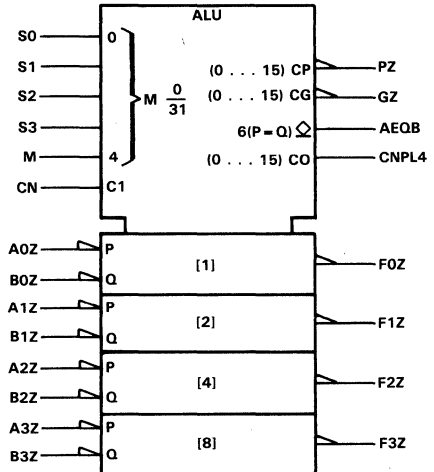 ALU
S0 0
S1 (0 . . . 15) CP PZ
S2 M 0/31 (0 . . . 15) CG GZ
S3 6(P = Q) AEQB
M 4 (0 . . . 15) CO CNPL4
CN C1
A0Z P
[1] F0Z
B0Z Q
A1Z P
[2] F1Z
B1Z Q
A2Z P
[4] F2Z
B2Z Q
A3Z P
[8] F3Z
B3Z Q